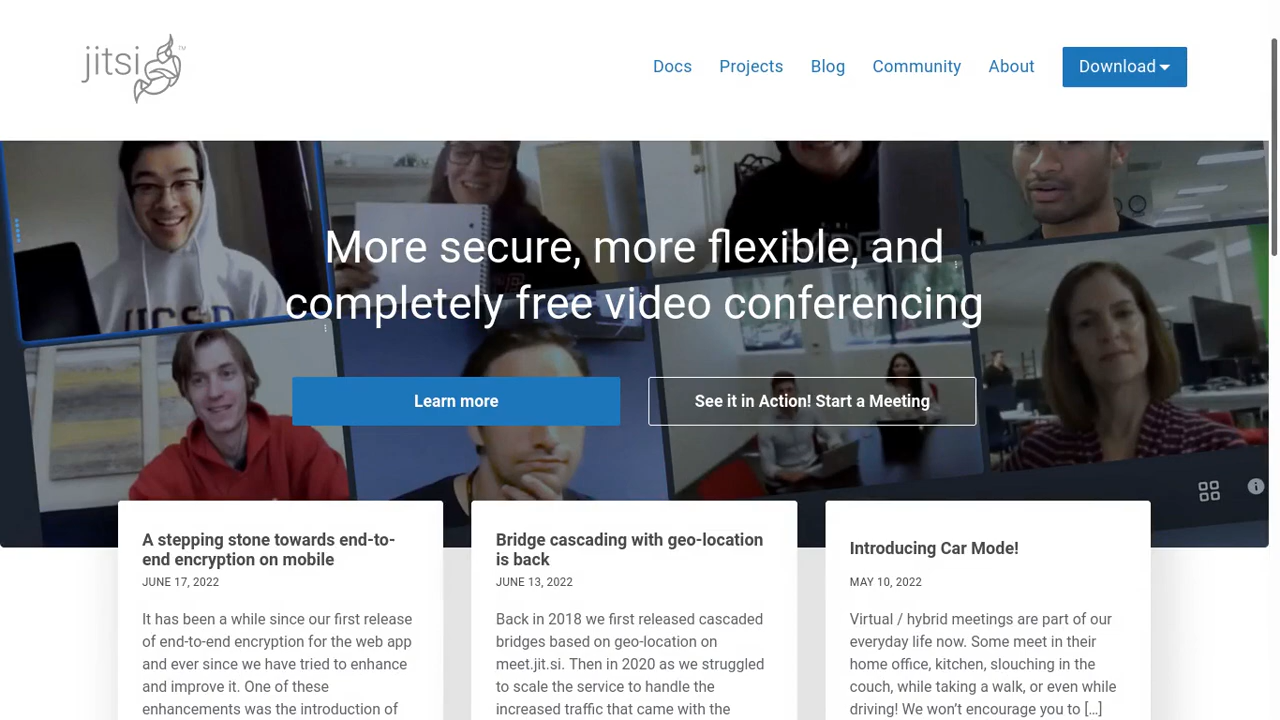 jitsi
Docs Projects Blog Community About Download
More secure, more flexible, and
completely free video conferencing
Learn more
See it in Action! Start a Meeting
A stepping stone towards end-to-
end encryption on mobile
JUNE 17, 2022
It has been a while since our first release
of end-to-end encryption for the web app
and ever since we have tried to enhance
and improve it. One of these
enhancements was the introduction of
Bridge cascading with geo-location
is back
JUNE 13, 2022
Back in 2018 we first released cascaded
bridges based on geo-location on
meet.jit.si. Then in 2020 as we struggled
to scale the service to handle the
increased traffic that came with the
Introducing Car Mode!
MAY 10, 2022
Virtual / hybrid meetings are part of our
everyday life now. Some meet in their
home office, kitchen, slouching in the
couch, while taking a walk, or even while
driving! We won’t encourage you to […]